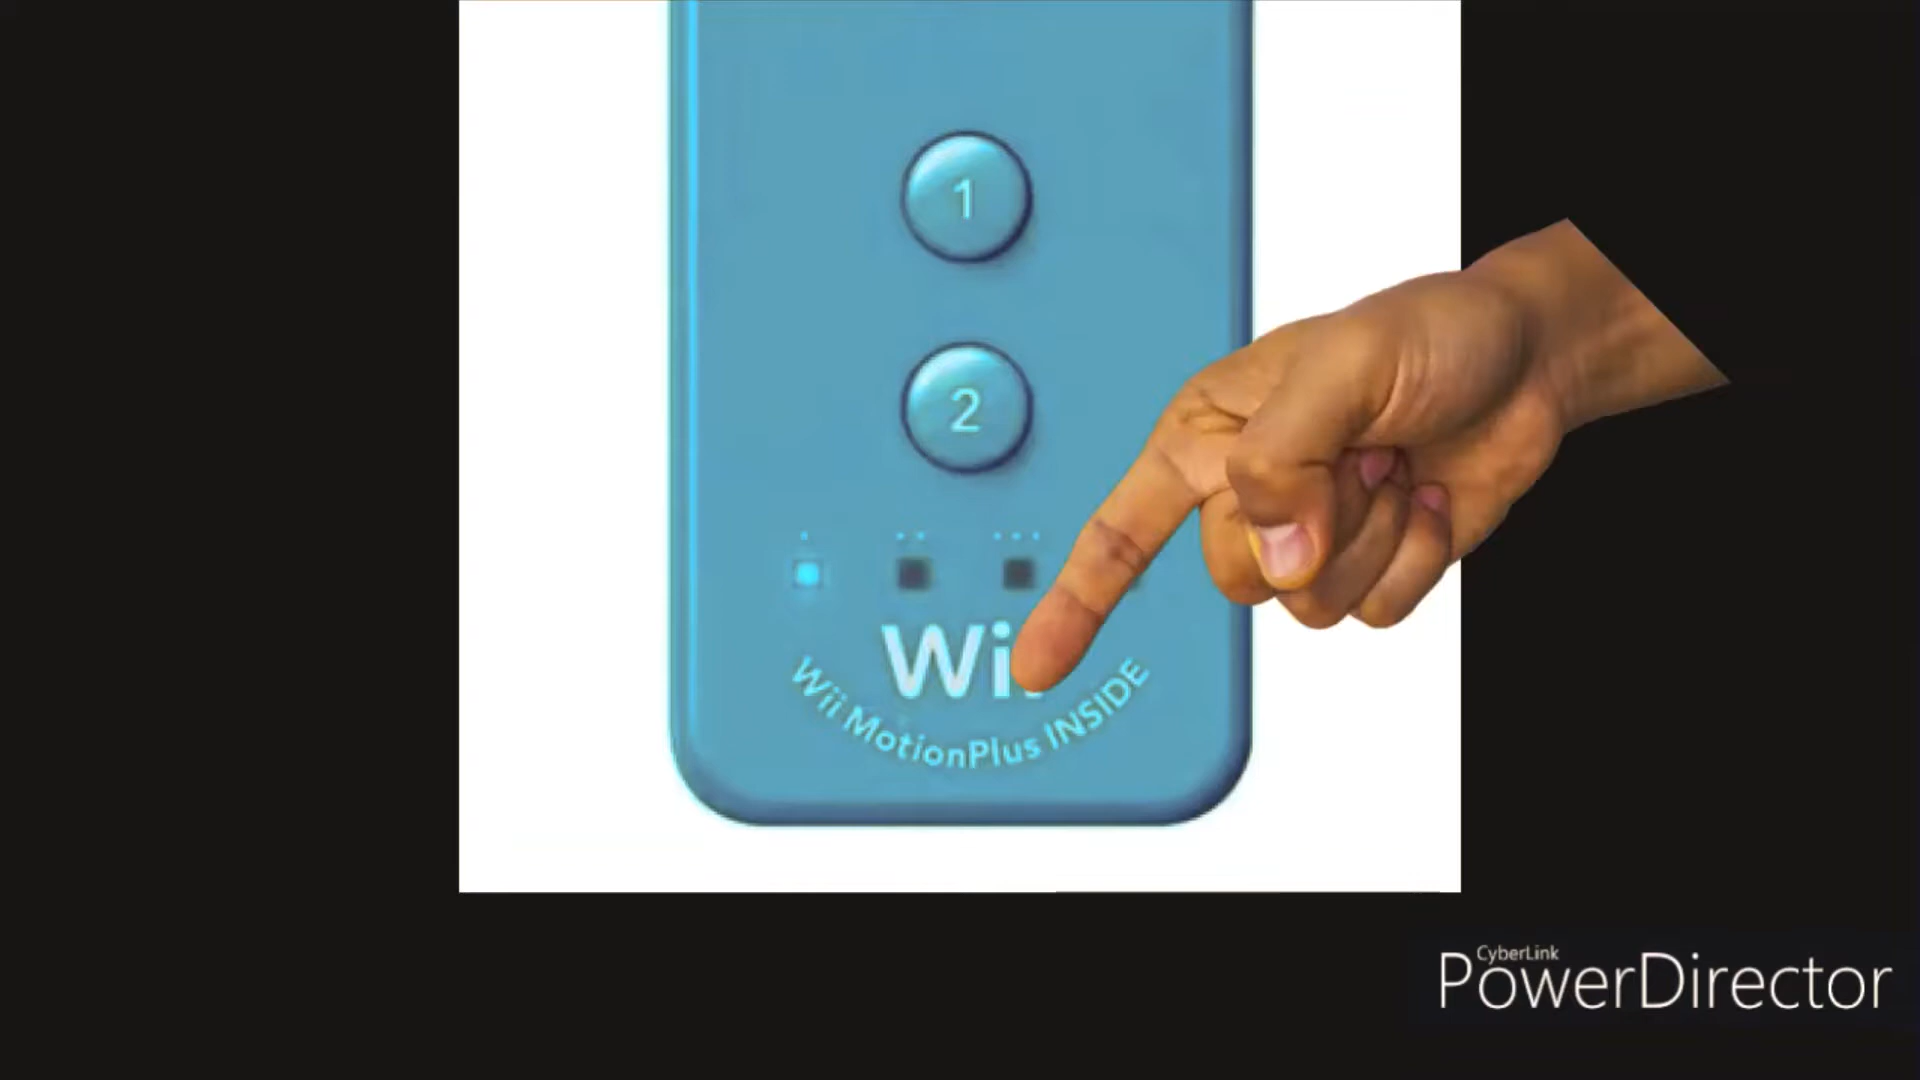 1
2
Wii
Wii MotionPlus INSIDE
CyberLink
PowerDirector